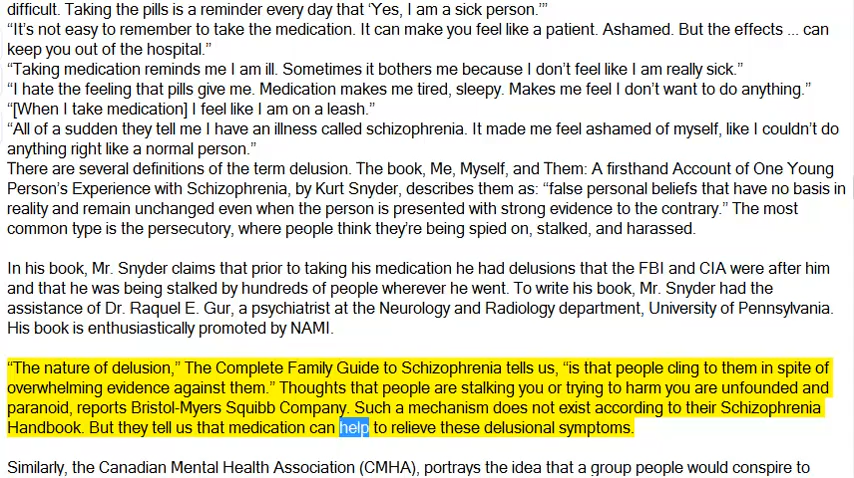 difficult. Taking the pills is a reminder every day that ‘Yes, I am a sick person.’”
“It’s not easy to remember to take the medication. It can make you feel like a patient. Ashamed. But the effects ... can
keep you out of the hospital.”
“Taking medication reminds me I am ill. Sometimes it bothers me because I don’t feel like I am really sick.”
“I hate the feeling that pills give me. Medication makes me tired, sleepy. Makes me feel I don’t want to do anything.”
“[When I take medication] I feel like I am on a leash.”
“All of a sudden they tell me I have an illness called schizophrenia. It made me feel ashamed of myself, like I couldn’t do
anything right like a normal person.”
There are several definitions of the term delusion. The book, Me, Myself, and Them: A firsthand Account of One Young
Person’s Experience with Schizophrenia, by Kurt Snyder, describes them as: “false personal beliefs that have no basis in
reality and remain unchanged even when the person is presented with strong evidence to the contrary.” The most
common type is the persecutory, where people think they’re being spied on, stalked, and harassed.
In his book, Mr. Snyder claims that prior to taking his medication he had delusions that the FBI and CIA were after him
and that he was being stalked by hundreds of people wherever he went. To write his book, Mr. Snyder had the
assistance of Dr. Raquel E. Gur, a psychiatrist at the Neurology and Radiology department, University of Pennsylvania.
His book is enthusiastically promoted by NAMI.
“The nature of delusion,” The Complete Family Guide to Schizophrenia tells us, “is that people cling to them in spite of
overwhelming evidence against them.” Thoughts that people are stalking you or trying to harm you are unfounded and
paranoid, reports Bristol-Myers Squibb Company. Such a mechanism does not exist according to their Schizophrenia
Handbook. But they tell us that medication can help to relieve these delusional symptoms.
Similarly, the Canadian Mental Health Association (CMHA), portrays the idea that a group people would conspire to